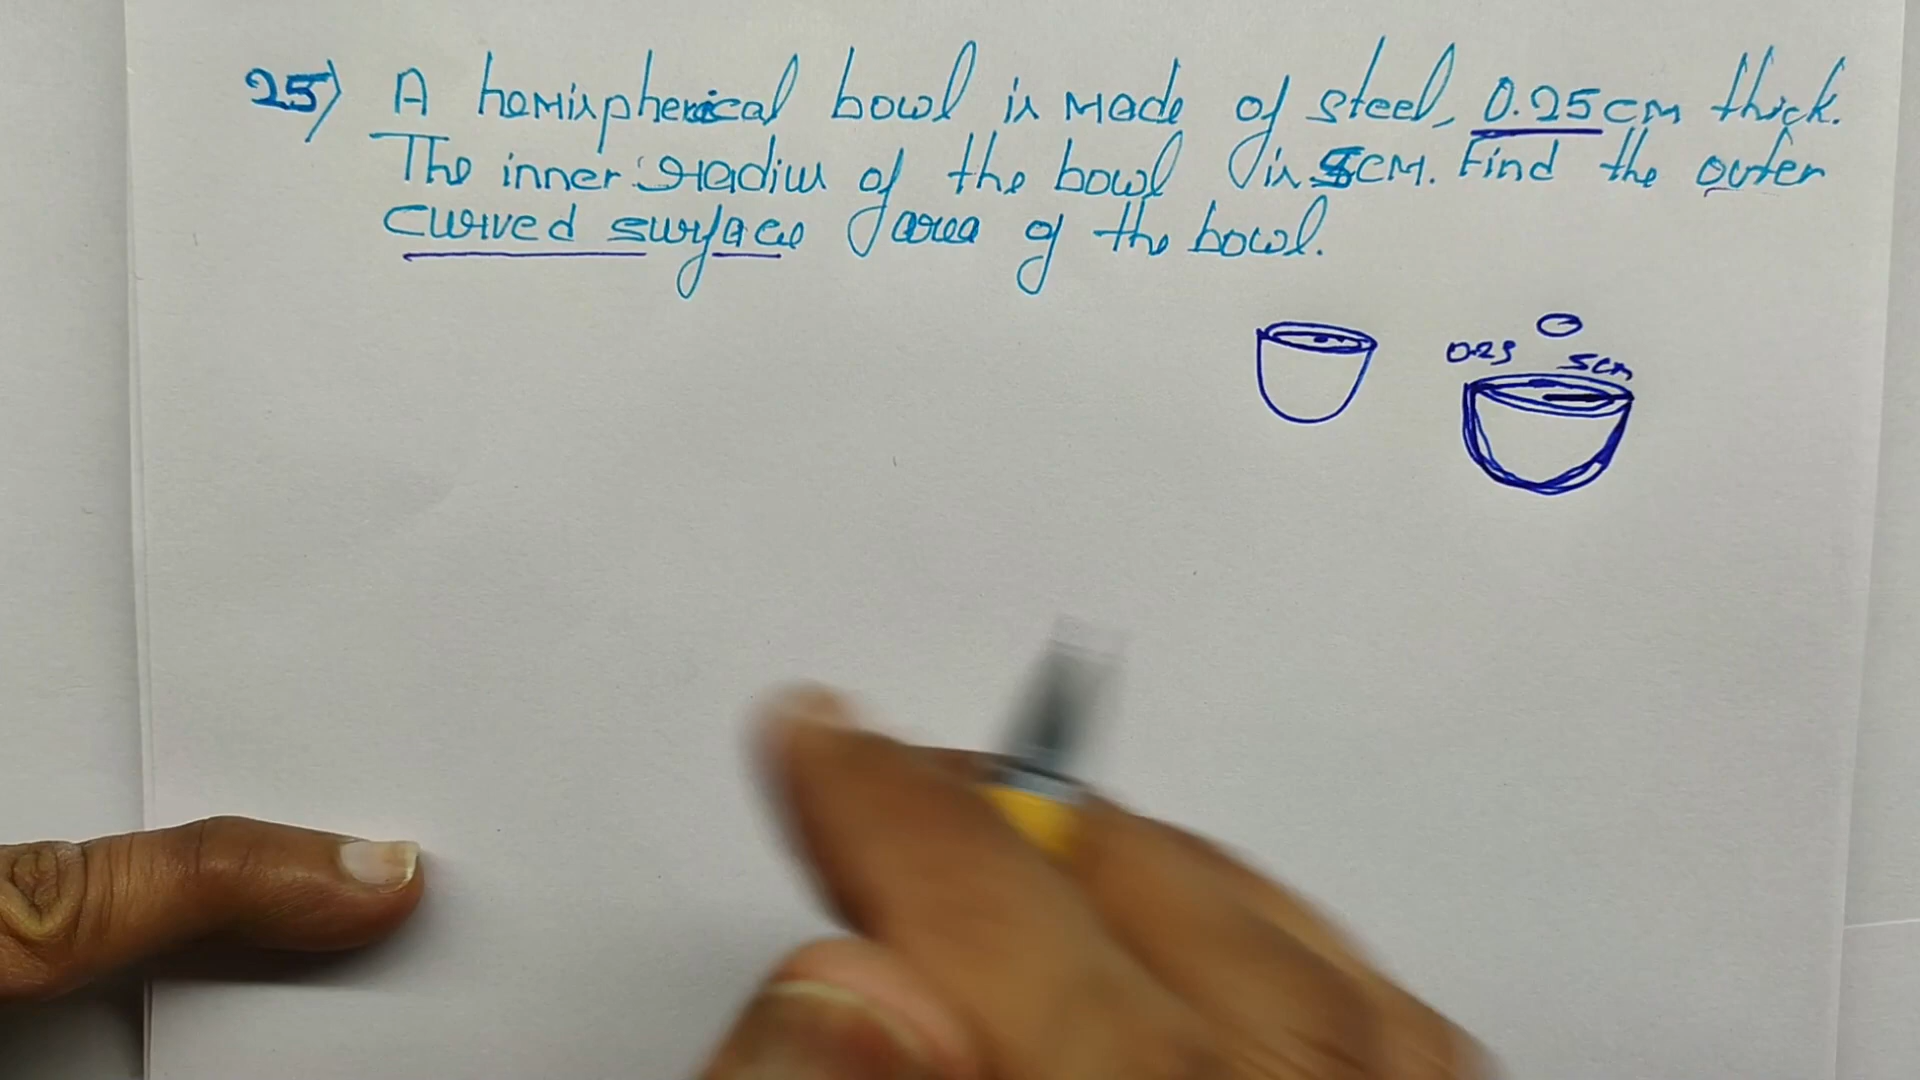 25) A hemispherical bowl is made of steel, 0.25cm thick.
The inner radius of the bowl is 5cm. Find the outer
curved surface area of the bowl.
0.25
5cm